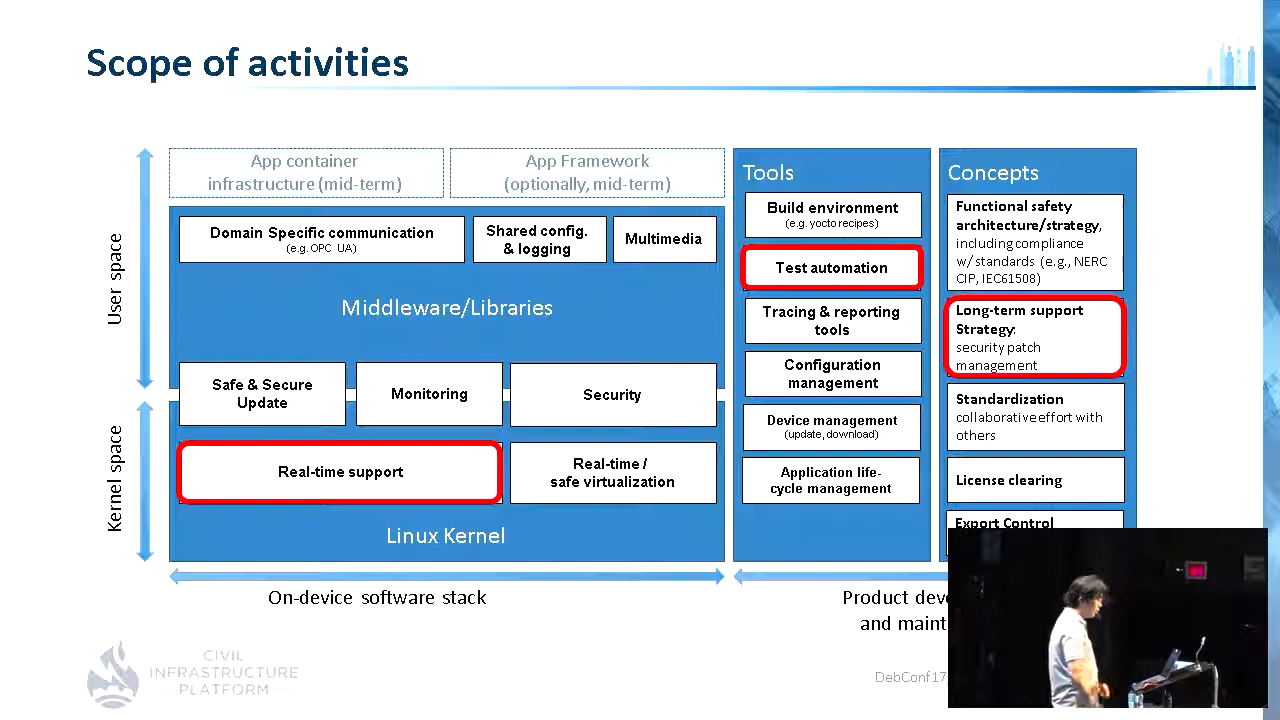 Scope of activities
App container
infrastructure (mid-term)
App Framework
(optionally, mid-term)
User space
Domain Specific communication
(e.g. OPC UA)
Shared config.
& logging
Multimedia
Middleware/Libraries
Safe & Secure
Update
Monitoring
Security
Kernel space
Real-time support
Real-time /
safe virtualization
Linux Kernel
On-device software stack
Tools
Build environment
(e.g. yocto recipes)
Test automation
Tracing & reporting
tools
Configuration
management
Device management
(update, download)
Application life-
cycle management
Concepts
Functional safety
architecture/strategy,
including compliance
w/ standards (e.g., NERC
CIP, IEC61508)
Long-term support
Strategy:
security patch
management
Standardization
collaborative effort with
others
License clearing
Export Control
Product
and
CIVIL
INFRASTRUCTURE
PLATFORM
DebConf17,